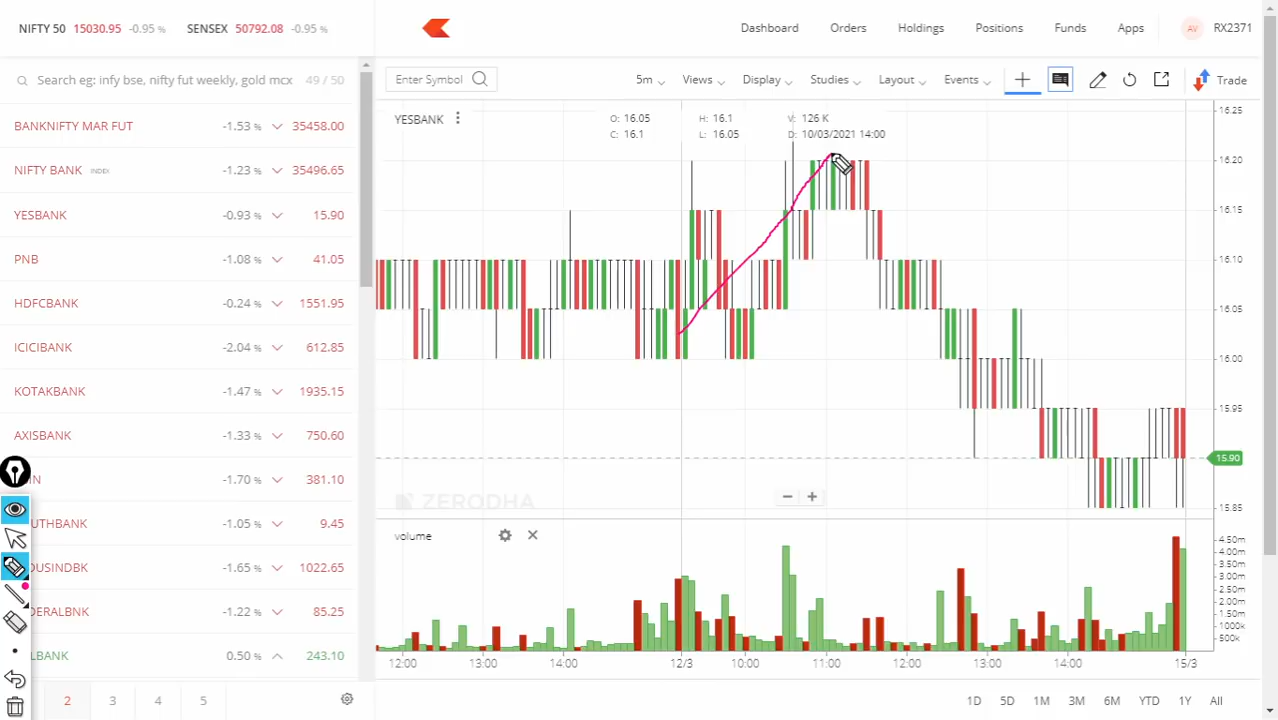 NIFTY 50 15030.95 -0.95 % SENSEX 50792.08 -0.95 %
Dashboard Orders Holdings Positions Funds Apps AV RX2371
Search eg: infy bse, nifty fut weekly, gold mcx 49 / 50
BANKNIFTY MAR FUT -1.53 % 35458.00
NIFTY BANK INDEX -1.23 % 35496.65
YESBANK -0.93 % 15.90
PNB -1.08 % 41.05
HDFCBANK -0.24 % 1551.95
ICICIBANK -2.04 % 612.85
KOTAKBANK -1.47 % 1935.15
AXISBANK -1.33 % 750.60
IN -1.70 % 381.10
UTHBANK -1.05 % 9.45
OUSINDBK -1.65 % 1022.65
DERALBNK -1.22 % 85.25
LBANK 0.50 % 243.10
2 3 4 5
Enter Symbol 5m Views Display Studies Layout Events Trade
YESBANK O: 16.05 H: 16.1 V: 126 K
C: 16.1 L: 16.05 D: 10/03/2021 14:00
16.25
16.20
16.15
16.10
16.05
16.00
15.95
15.90
15.85
ZERODHA
volume
4.50m
4.00m
3.50m
3.00m
2.50m
2.00m
1.50m
1000k
500k
12:00 13:00 14:00 12/3 10:00 11:00 12:00 13:00 14:00 15/3
1D 5D 1M 3M 6M YTD 1Y All